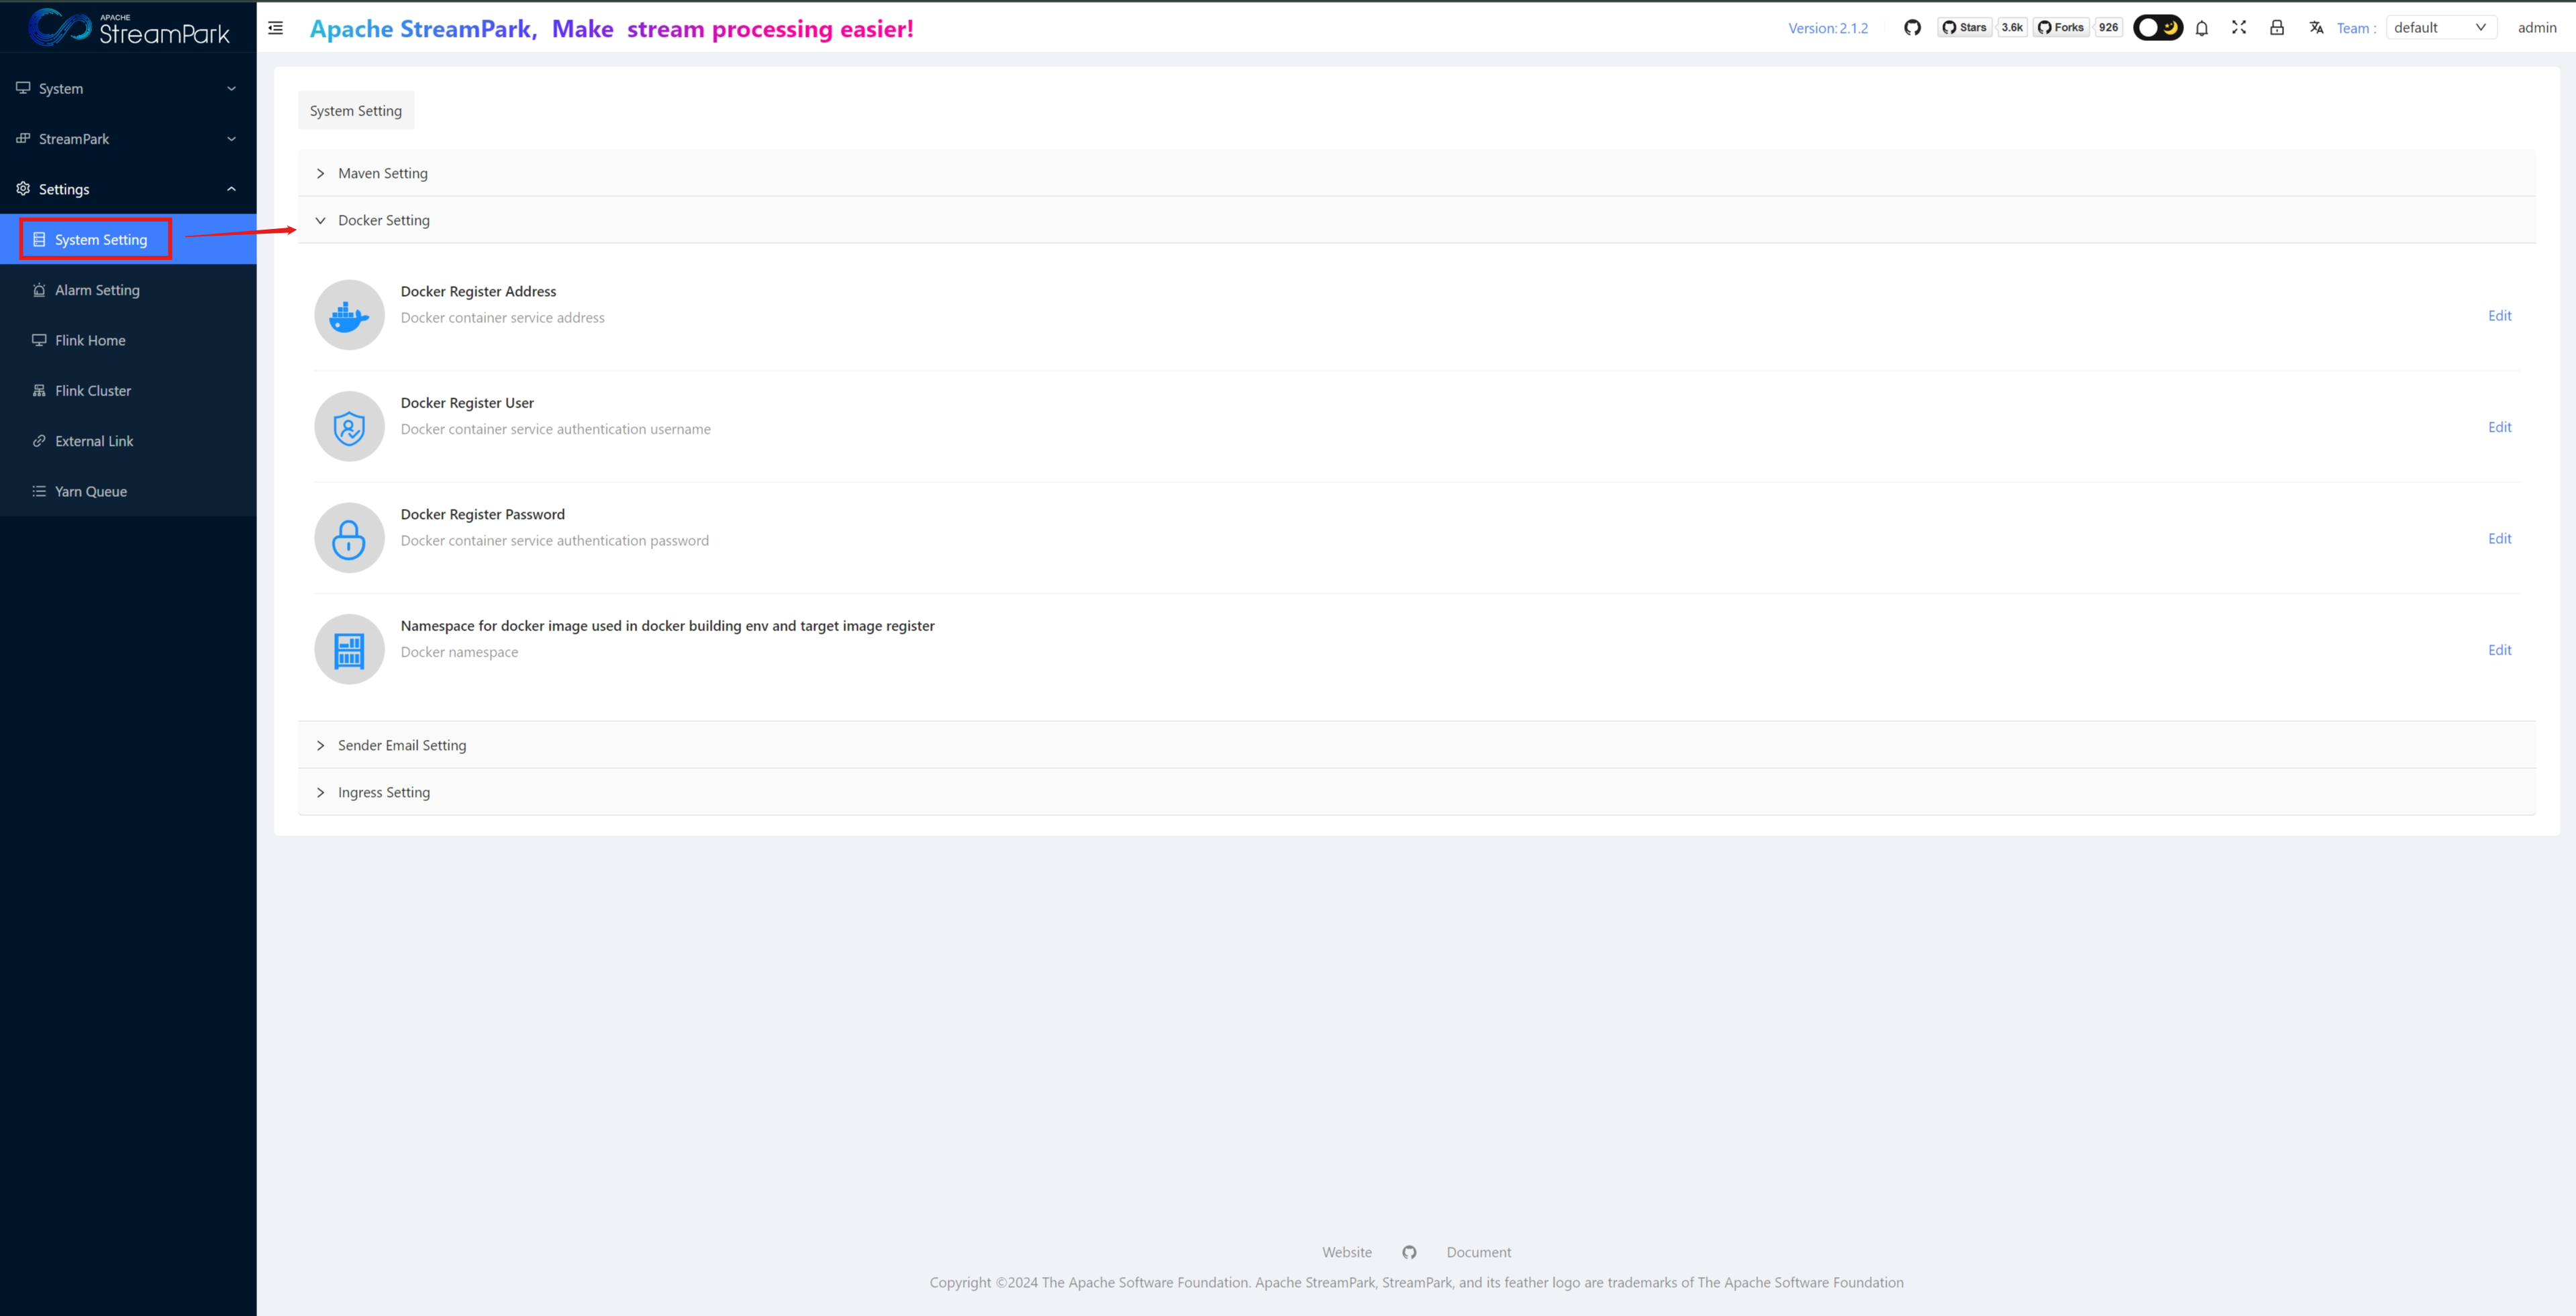 APACHE
StreamPark
Apache StreamPark, Make stream processing easier!
Version: 2.1.2
Stars
3.6k
Forks
926
Team :
default
admin
System
StreamPark
Settings
System Setting
Alarm Setting
Flink Home
Flink Cluster
External Link
Yarn Queue
System Setting
Maven Setting
Docker Setting
Docker Register Address
Docker container service address
Edit
Docker Register User
Docker container service authentication username
Edit
Docker Register Password
Docker container service authentication password
Edit
Namespace for docker image used in docker building env and target image register
Docker namespace
Edit
Sender Email Setting
Ingress Setting
Website
Document
Copyright ©2024 The Apache Software Foundation. Apache StreamPark, StreamPark, and its feather logo are trademarks of The Apache Software Foundation